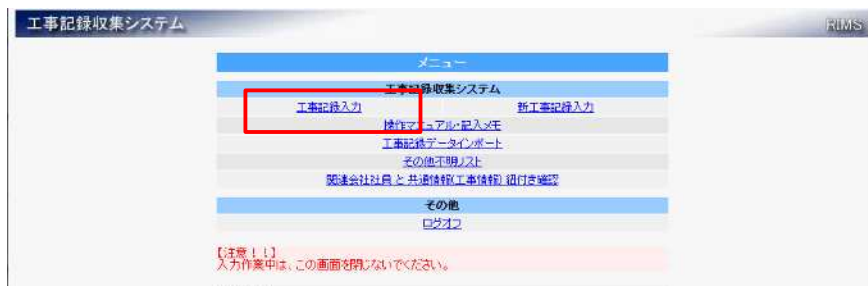 工事記録収集システム RIMS
メニュー
工事記録収集システム
工事記録入力 新工事記録入力
操作マニュアル・記入メモ
工事記録データインポート
その他不明リスト
関連会社社員 と 共通情報(工事情報) 紐付き確認
その他
ログオフ
【注意！！】
入力作業中は、この画面を閉じないでください。